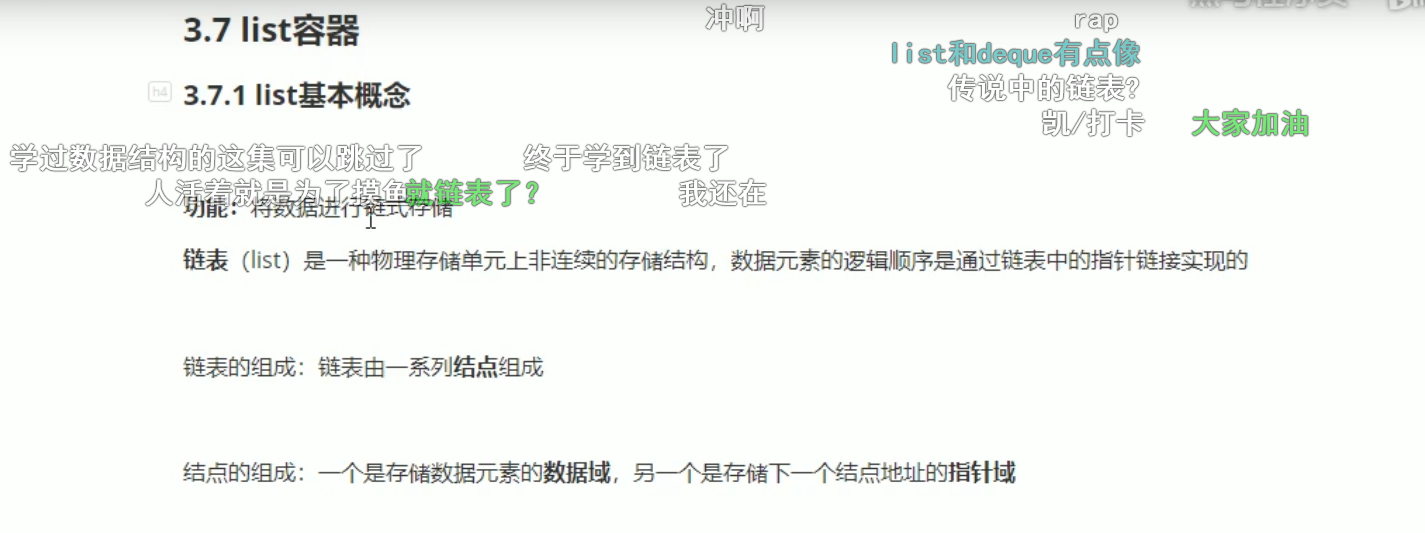 冲啊
rap
3.7 list容器
list和deque有点像
传说中的链表?
h4
3.7.1 list基本概念
凯/打卡
大家加油
学过数据结构的这集可以跳过了
终于学到链表了
人活着就是为了摸鱼
就链表了?
我还在
功能：将数据进行链式存储
链表（list）是一种物理存储单元上非连续的存储结构，数据元素的逻辑顺序是通过链表中的指针链接实现的
链表的组成：链表由一系列结点组成
结点的组成：一个是存储数据元素的数据域，另一个是存储下一个结点地址的指针域